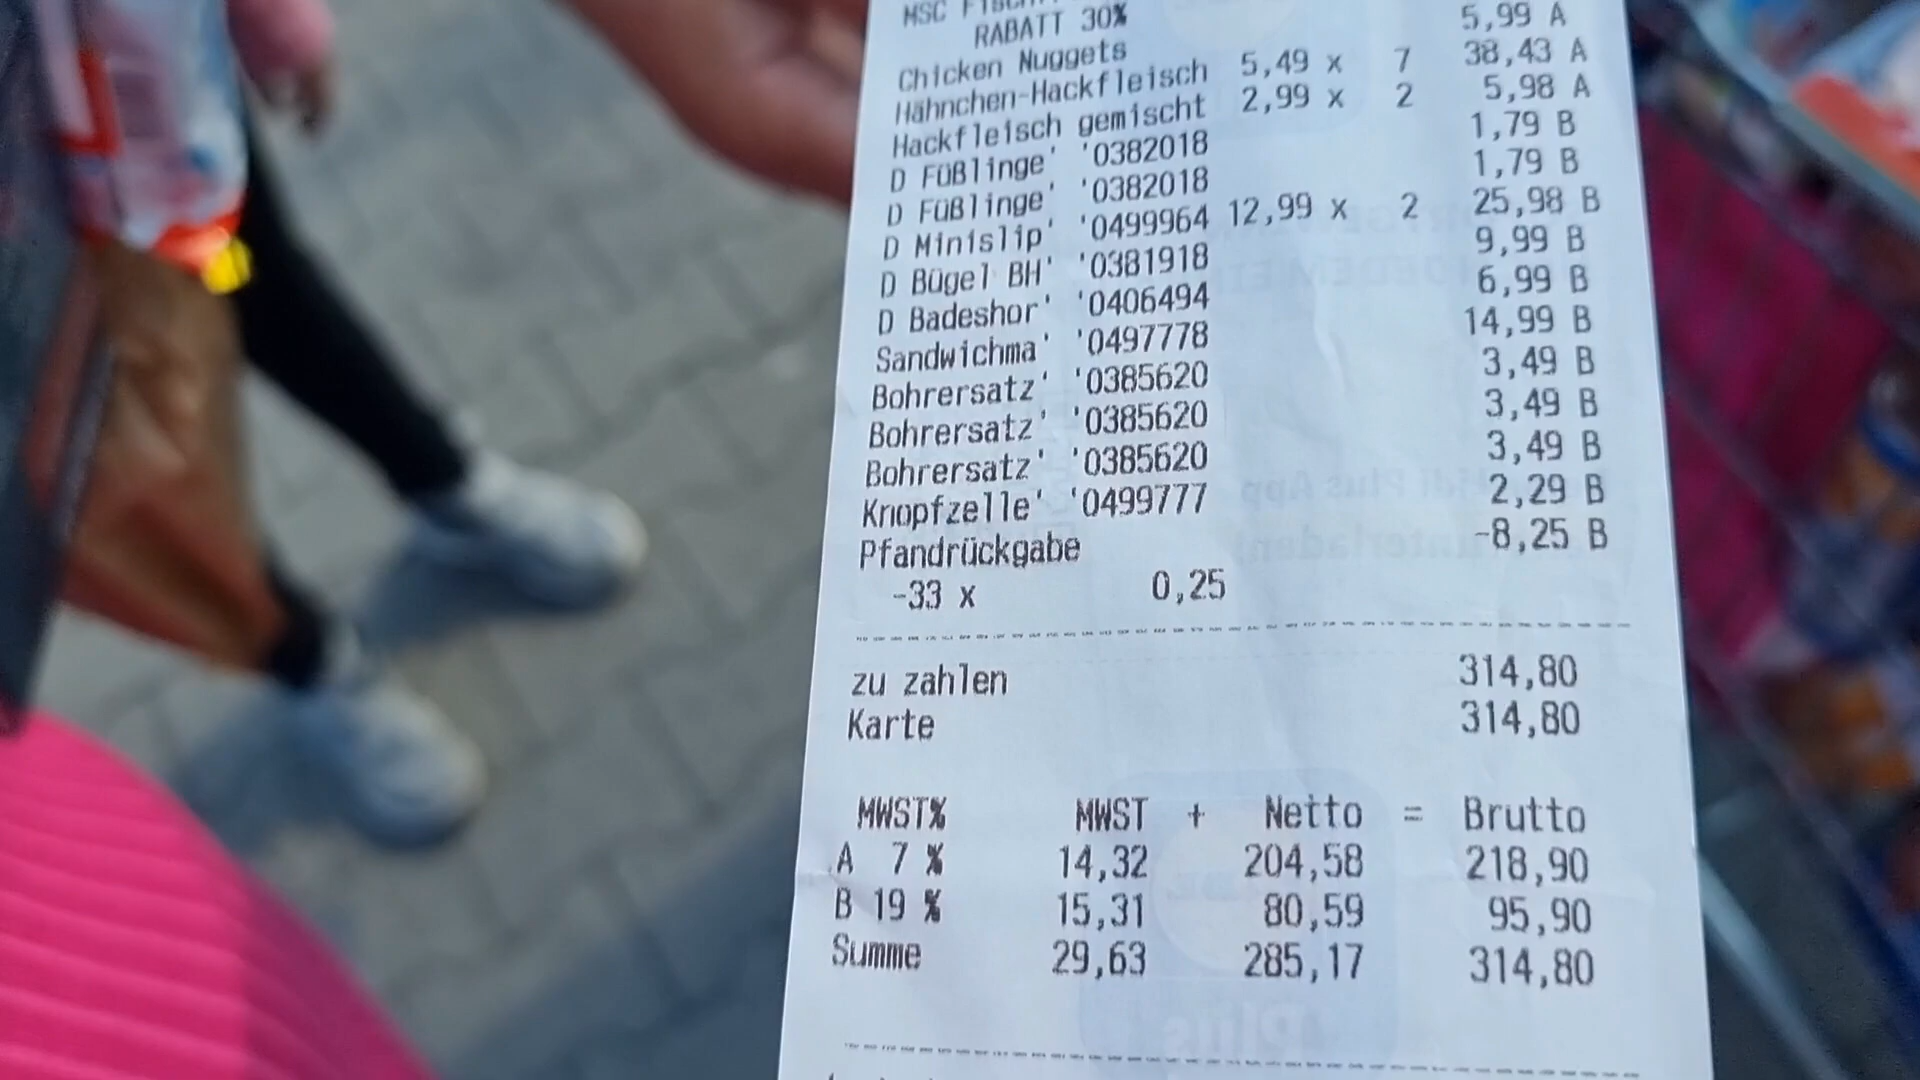 MSC
RABATT 30%
Chicken Nuggets 5,99 A
Hähnchen-Hackfleisch 5,49 x 7 38,43 A
Hackfleisch gemischt 2,99 x 2 5,98 A
D Füßlinge' '0382018 1,79 B
D Füßlinge' '0382018 1,79 B
D Minislip' '0499964 12,99 x 2 25,98 B
D Bügel BH' '0381918 9,99 B
D Badeshor' '0406494 6,99 B
Sandwichma' '0497778 14,99 B
Bohrersatz' '0385620 3,49 B
Bohrersatz' '0385620 3,49 B
Bohrersatz' '0385620 3,49 B
Knopfzelle' '0499777 2,29 B
Pfandrückgabe -8,25 B
-33 x 0,25
zu zahlen 314,80
Karte 314,80
MWST% MWST + Netto = Brutto
A 7 % 14,32 204,58 218,90
B 19 % 15,31 80,59 95,90
Summe 29,63 285,17 314,80